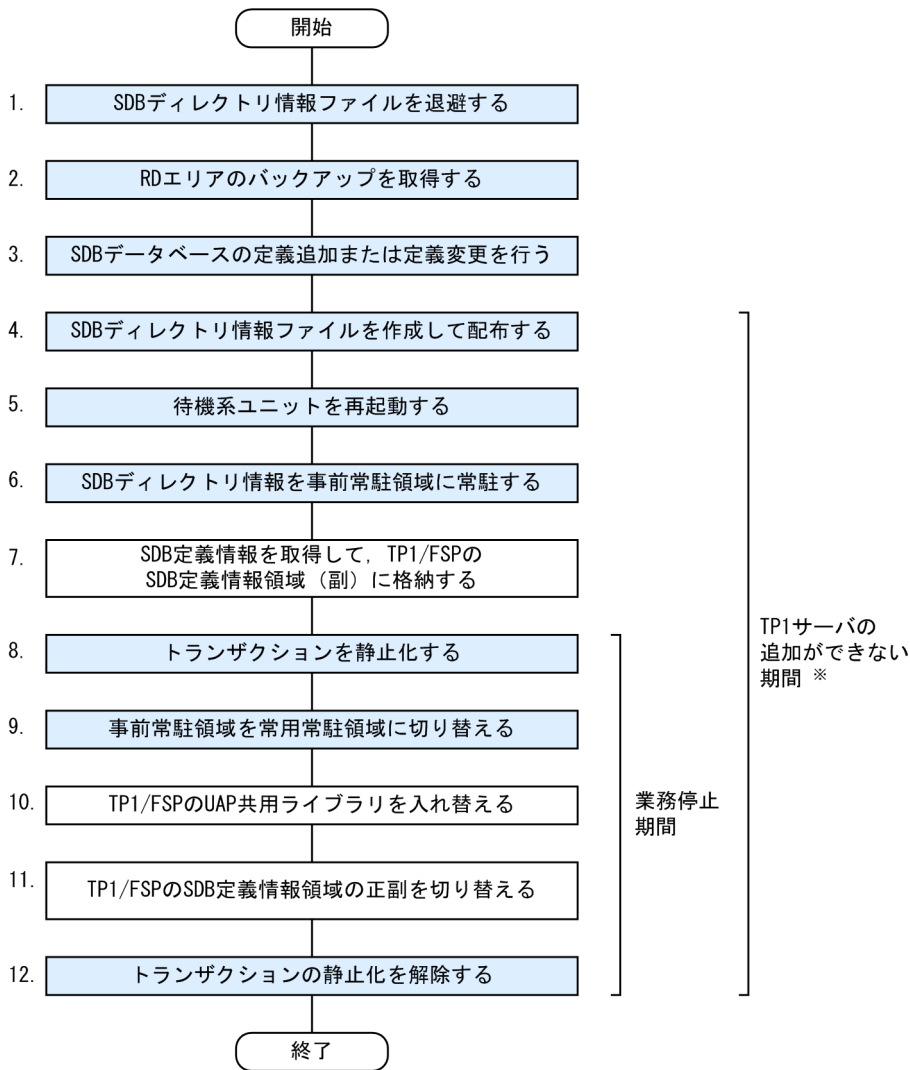 開始
1. SDBディレクトリ情報ファイルを退避する
2. RDエリアのバックアップを取得する
3. SDBデータベースの定義追加または定義変更を行う
4. SDBディレクトリ情報ファイルを作成して配布する
5. 待機系ユニットを再起動する
6. SDBディレクトリ情報を事前常駐領域に常駐する
7. SDB定義情報を取得して，TP1/FSPの
SDB定義情報領域（副）に格納する
8. トランザクションを静止化する
9. 事前常駐領域を常用常駐領域に切り替える
10. TP1/FSPのUAP共用ライブラリを入れ替える
11. TP1/FSPのSDB定義情報領域の正副を切り替える
12. トランザクションの静止化を解除する
終了
業務停止
期間
TP1サーバの
追加ができない
期間 ※